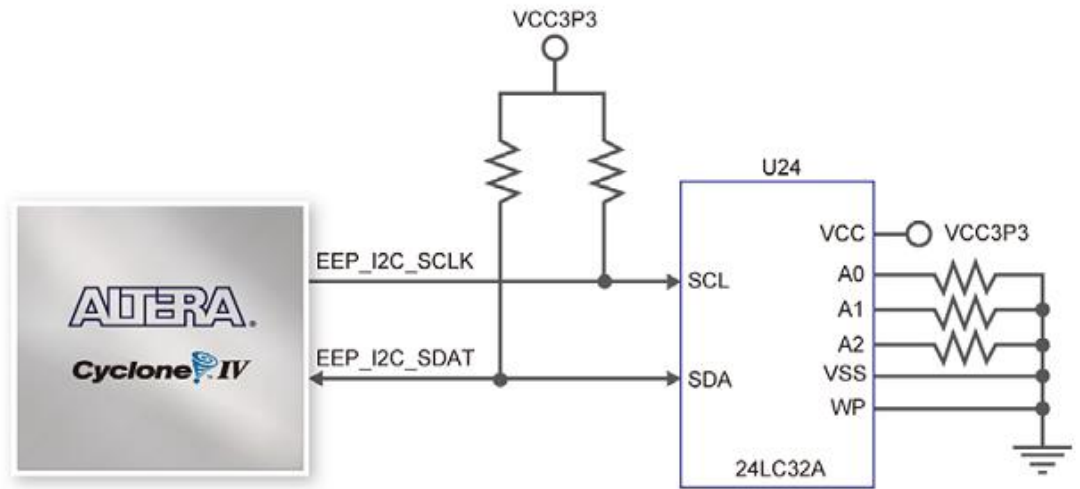 VCC3P3
U24
VCC
VCC3P3
EEP_I2C_SCLK
SCL
A0
A1
ALTERA.
A2
Cyclone IV
EEP_I2C_SDAT
SDA
VSS
WP
24LC32A